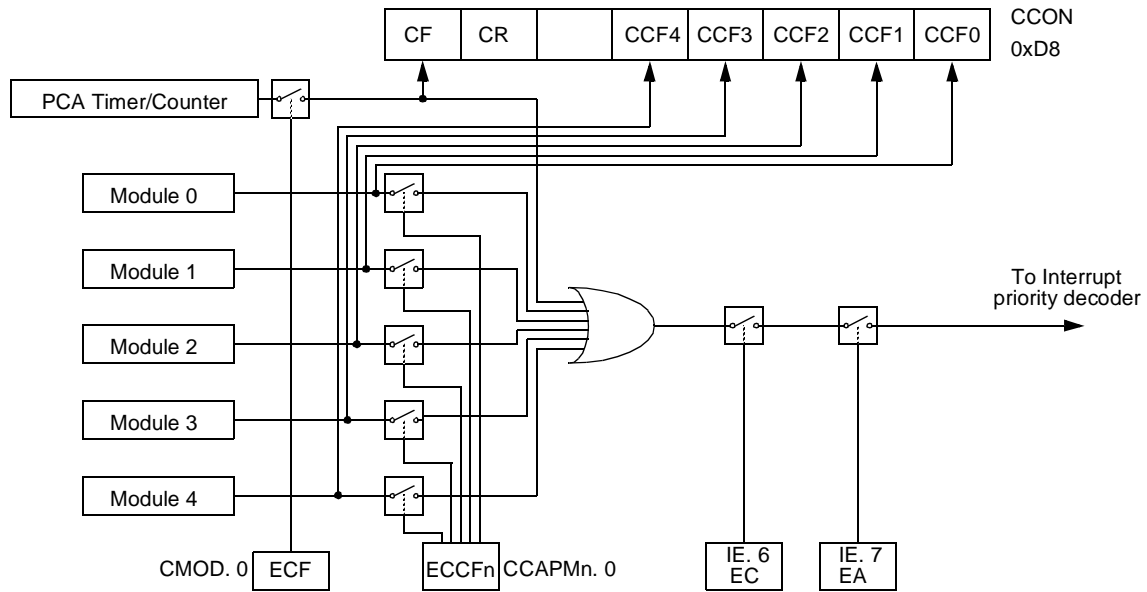 CF CR CCF4 CCF3 CCF2 CCF1 CCF0 CCON
0xD8
PCA Timer/Counter
Module 0
Module 1
To Interrupt
priority decoder
Module 2
Module 3
Module 4
CMOD. 0 ECF ECCFn CCAPMn. 0
IE. 6
EC
IE. 7
EA